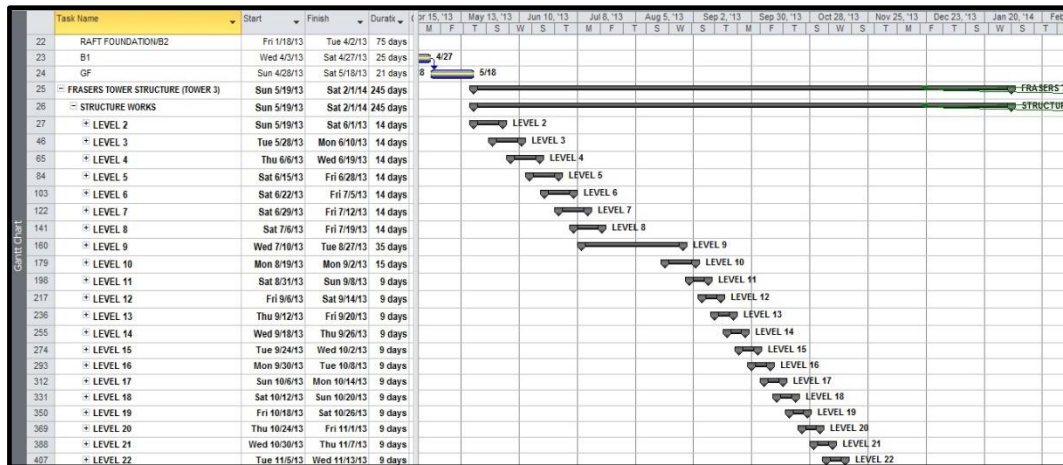 Task Name Start Finish Duratic
pr 15, '13 May 13, '13 Jun 10, '13 Jul 8, '13 Aug 5, '13 Sep 2, '13 Sep 30, '13 Oct 28, '13 Nov 25, '13 Dec 23, '13 Jan 20, '14 Feb
M F T S W S T M F T S W S T M F T S W S T M F T S W S T M F T S T
22 RAFT FOUNDATION/B2 Fri 1/18/13 Tue 4/2/13 75 days
23 B1 Wed 4/3/13 Sat 4/27/13 25 days 4/27
24 GF Sun 4/28/13 Sat 5/18/13 21 days 8 5/18
25 FRASERS TOWER STRUCTURE (TOWER 3) Sun 5/19/13 Sat 2/1/14 245 days FRASERS
26 STRUCTURE WORKS Sun 5/19/13 Sat 2/1/14 245 days STRUCTUR
27 + LEVEL 2 Sun 5/19/13 Sat 6/1/13 14 days LEVEL 2
46 + LEVEL 3 Tue 5/28/13 Mon 6/10/13 14 days LEVEL 3
65 + LEVEL 4 Thu 6/6/13 Wed 6/19/13 14 days LEVEL 4
84 + LEVEL 5 Sat 6/15/13 Fri 6/28/13 14 days LEVEL 5
103 + LEVEL 6 Sat 6/22/13 Fri 7/5/13 14 days LEVEL 6
122 + LEVEL 7 Sat 6/29/13 Fri 7/12/13 14 days LEVEL 7
141 + LEVEL 8 Sat 7/6/13 Fri 7/19/13 14 days LEVEL 8
160 + LEVEL 9 Wed 7/10/13 Tue 8/27/13 35 days LEVEL 9
179 + LEVEL 10 Mon 8/19/13 Mon 9/2/13 15 days LEVEL 10
198 + LEVEL 11 Sat 8/31/13 Sun 9/8/13 9 days LEVEL 11
217 + LEVEL 12 Fri 9/6/13 Sat 9/14/13 9 days LEVEL 12
236 + LEVEL 13 Thu 9/12/13 Fri 9/20/13 9 days LEVEL 13
255 + LEVEL 14 Wed 9/18/13 Thu 9/26/13 9 days LEVEL 14
274 + LEVEL 15 Tue 9/24/13 Wed 10/2/13 9 days LEVEL 15
293 + LEVEL 16 Mon 9/30/13 Tue 10/8/13 9 days LEVEL 16
312 + LEVEL 17 Sun 10/6/13 Mon 10/14/13 9 days LEVEL 17
331 + LEVEL 18 Sat 10/12/13 Sun 10/20/13 9 days LEVEL 18
350 + LEVEL 19 Fri 10/18/13 Sat 10/26/13 9 days LEVEL 19
369 + LEVEL 20 Thu 10/24/13 Fri 11/1/13 9 days LEVEL 20
388 + LEVEL 21 Wed 10/30/13 Thu 11/7/13 9 days LEVEL 21
407 + LEVEL 22 Tue 11/5/13 Wed 11/13/13 9 days LEVEL 22
Gantt Chart